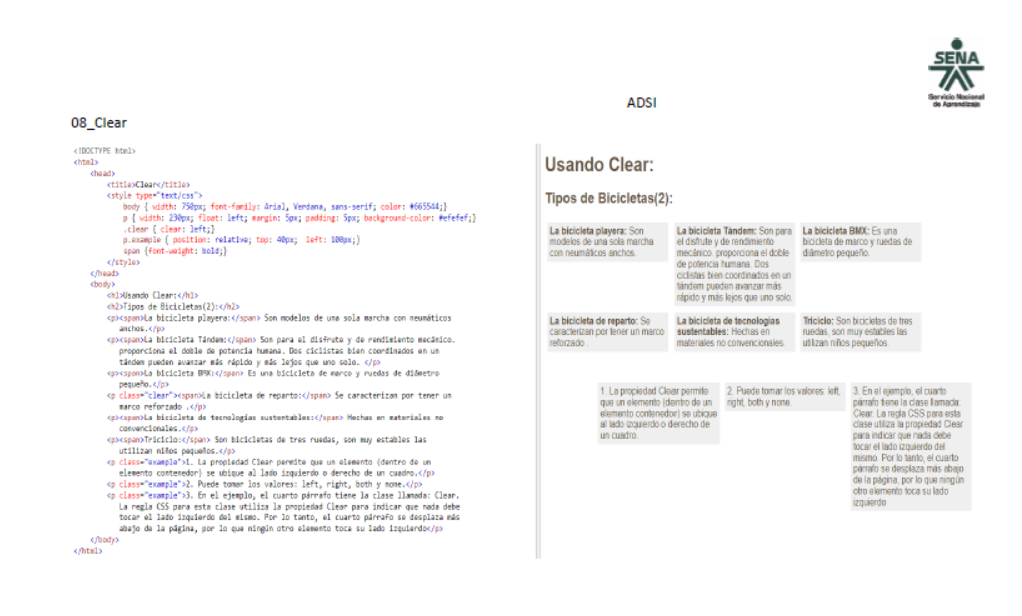 SENA
Servicio Nacional
de Aprendizaje
ADSI
08_Clear
<!DOCTYPE html>
<html>
<head>
<title>Clear</title>
<style type="text/css">
body { width: 750px; font-family: Arial, Verdana, sans-serif; color: #665544;}
p { width: 230px; float: left; margin: 5px; padding: 5px; background-color: #efefef;}
.clear { clear: left;}
p.example { position: relative; top: 40px; left: 100px;}
span {font-weight: bold;}
</style>
</head>
<body>
<h1>Usando Clear:</h1>
<h2>Tipos de Bicicletas(2):</h2>
<p><span>La bicicleta playera:</span> Son modelos de una sola marcha con neumáticos
anchos.</p>
<p><span>La bicicleta Tándem:</span> Son para el disfrute y de rendimiento mecánico.
proporciona el doble de potencia humana. Dos ciclistas bien coordinados en un
tándem pueden avanzar más rápido y más lejos que uno solo. </p>
<p><span>La bicicleta BMX:</span> Es una bicicleta de marco y ruedas de diámetro
pequeño.</p>
<p class="clear"><span>La bicicleta de reparto:</span> Se caracterizan por tener un
marco reforzado .</p>
<p><span>La bicicleta de tecnologías sustentables:</span> Hechas en materiales no
convencionales.</p>
<p><span>Triciclo:</span> Son bicicletas de tres ruedas, son muy estables las
utilizan niños pequeños.</p>
<p class="example">1. La propiedad Clear permite que un elemento (dentro de un
elemento contenedor) se ubique al lado izquierdo o derecho de un cuadro.</p>
<p class="example">2. Puede tomar los valores: left, right, both y none.</p>
<p class="example">3. En el ejemplo, el cuarto párrafo tiene la clase llamada: Clear.
La regla CSS para esta clase utiliza la propiedad Clear para indicar que nada debe
tocar el lado izquierdo del mismo. Por lo tanto, el cuarto párrafo se desplaza más
abajo de la página, por lo que ningún otro elemento toca su lado izquierdo</p>
</body>
</html>
Usando Clear:
Tipos de Bicicletas(2):
La bicicleta playera: Son
modelos de una sola marcha
con neumáticos anchos.
La bicicleta Tándem: Son para
el disfrute y de rendimiento
mecánico. proporciona el doble
de potencia humana. Dos
ciclistas bien coordinados en un
tándem pueden avanzar más
rápido y más lejos que uno solo.
La bicicleta BMX: Es una
bicicleta de marco y ruedas de
diámetro pequeño.
La bicicleta de reparto: Se
caracterizan por tener un marco
reforzado .
La bicicleta de tecnologías
sustentables: Hechas en
materiales no convencionales.
Triciclo: Son bicicletas de tres
ruedas, son muy estables las
utilizan niños pequeños.
1. La propiedad Clear permite
que un elemento (dentro de un
elemento contenedor) se ubique
al lado izquierdo o derecho de
un cuadro.
2. Puede tomar los valores: left,
right, both y none.
3. En el ejemplo, el cuarto
párrafo tiene la clase llamada:
Clear. La regla CSS para esta
clase utiliza la propiedad Clear
para indicar que nada debe
tocar el lado izquierdo del
mismo. Por lo tanto, el cuarto
párrafo se desplaza más abajo
de la página, por lo que ningún
otro elemento toca su lado
izquierdo